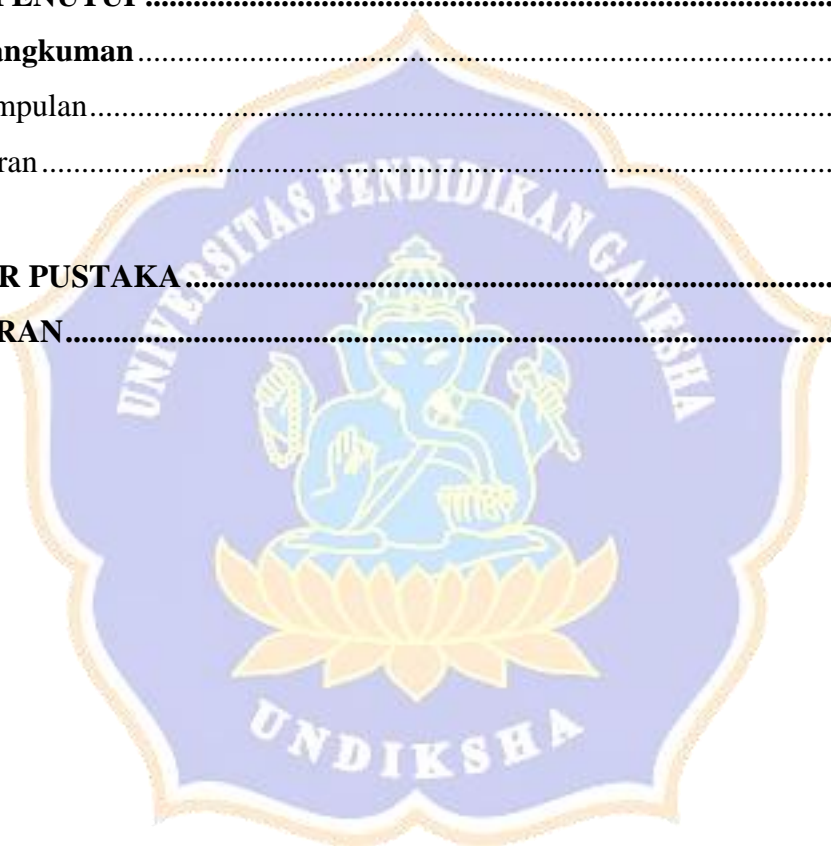 PENUTUP........................................................................................
angkuman........................................................................................
mpulan...........................................................................................
ran.................................................................................................
UNIVERSITAS PENDIDIKAN GANESHA
R PUSTAKA....................................................................................
RAN................................................................................................
UNDIKSHA